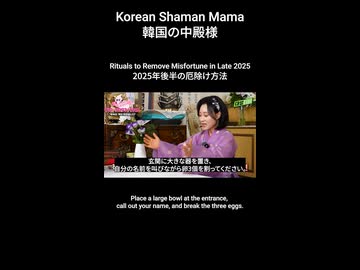 Korean Shaman Mama
韓国の中殿様
Rituals to Remove Misfortune in Late 2025
2025年後半の厄除け方法
玄関に大きな器を置き、
自分の名前を叫びながら卵3個を割ってください。
Place a large bowl at the entrance,
call out your name, and break the three eggs.